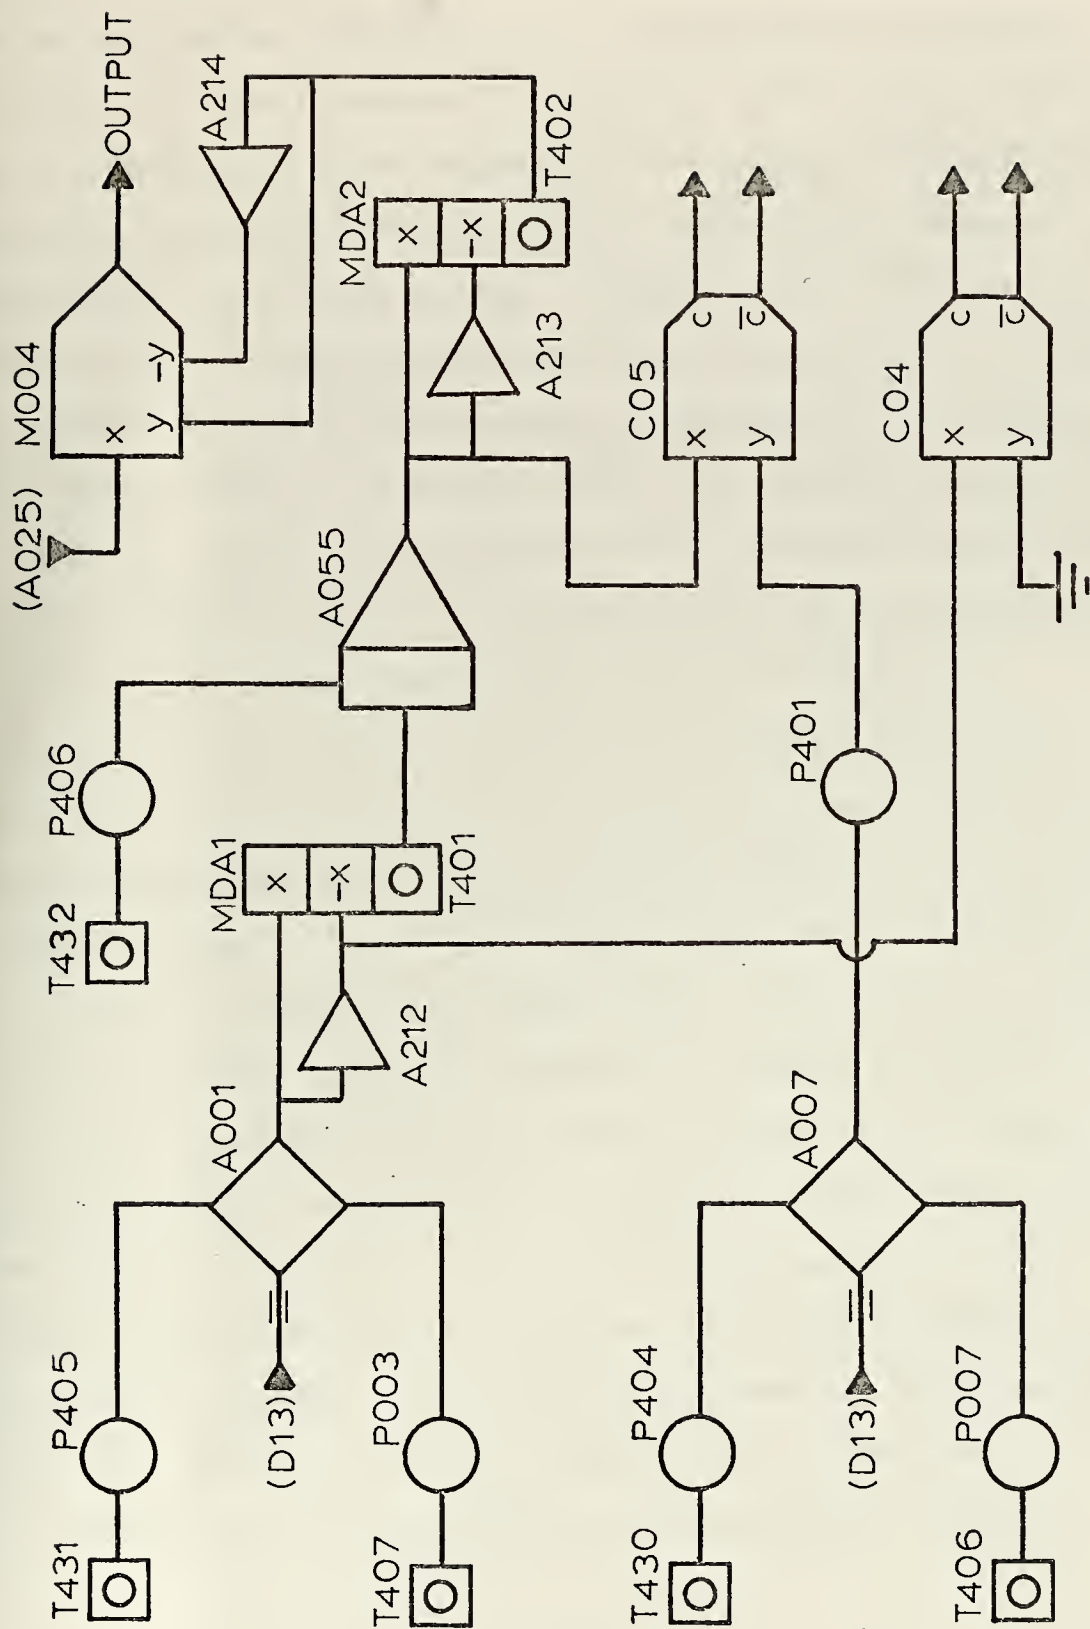 T431
P405
T432
P406
(A025)
M004
x
y
-y
OUTPUT
A214
A001
(D13)
MDA1
x
-x
O
T401
A212
A055
MDA2
x
-x
O
T402
A213
T407
P003
T430
P404
A007
(D13)
P401
C05
x
y
c
c̅
T406
P007
C04
x
y
c
c̅